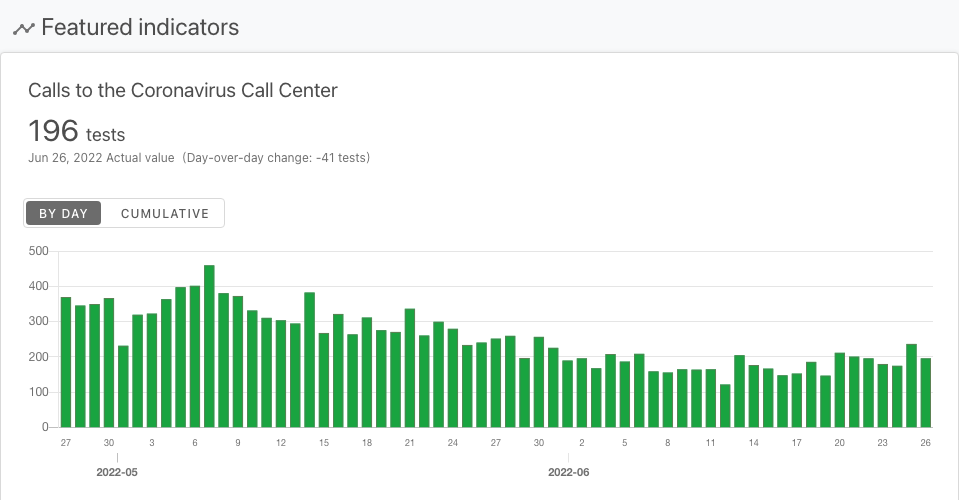 Featured indicators
Calls to the Coronavirus Call Center
196 tests
Jun 26, 2022 Actual value (Day-over-day change: -41 tests)
BY DAY CUMULATIVE
500
400
300
200
100
0
27 30 3 6 9 12 15 18 21 24 27 30 2 5 8 11 14 17 20 23 26
2022-05 2022-06